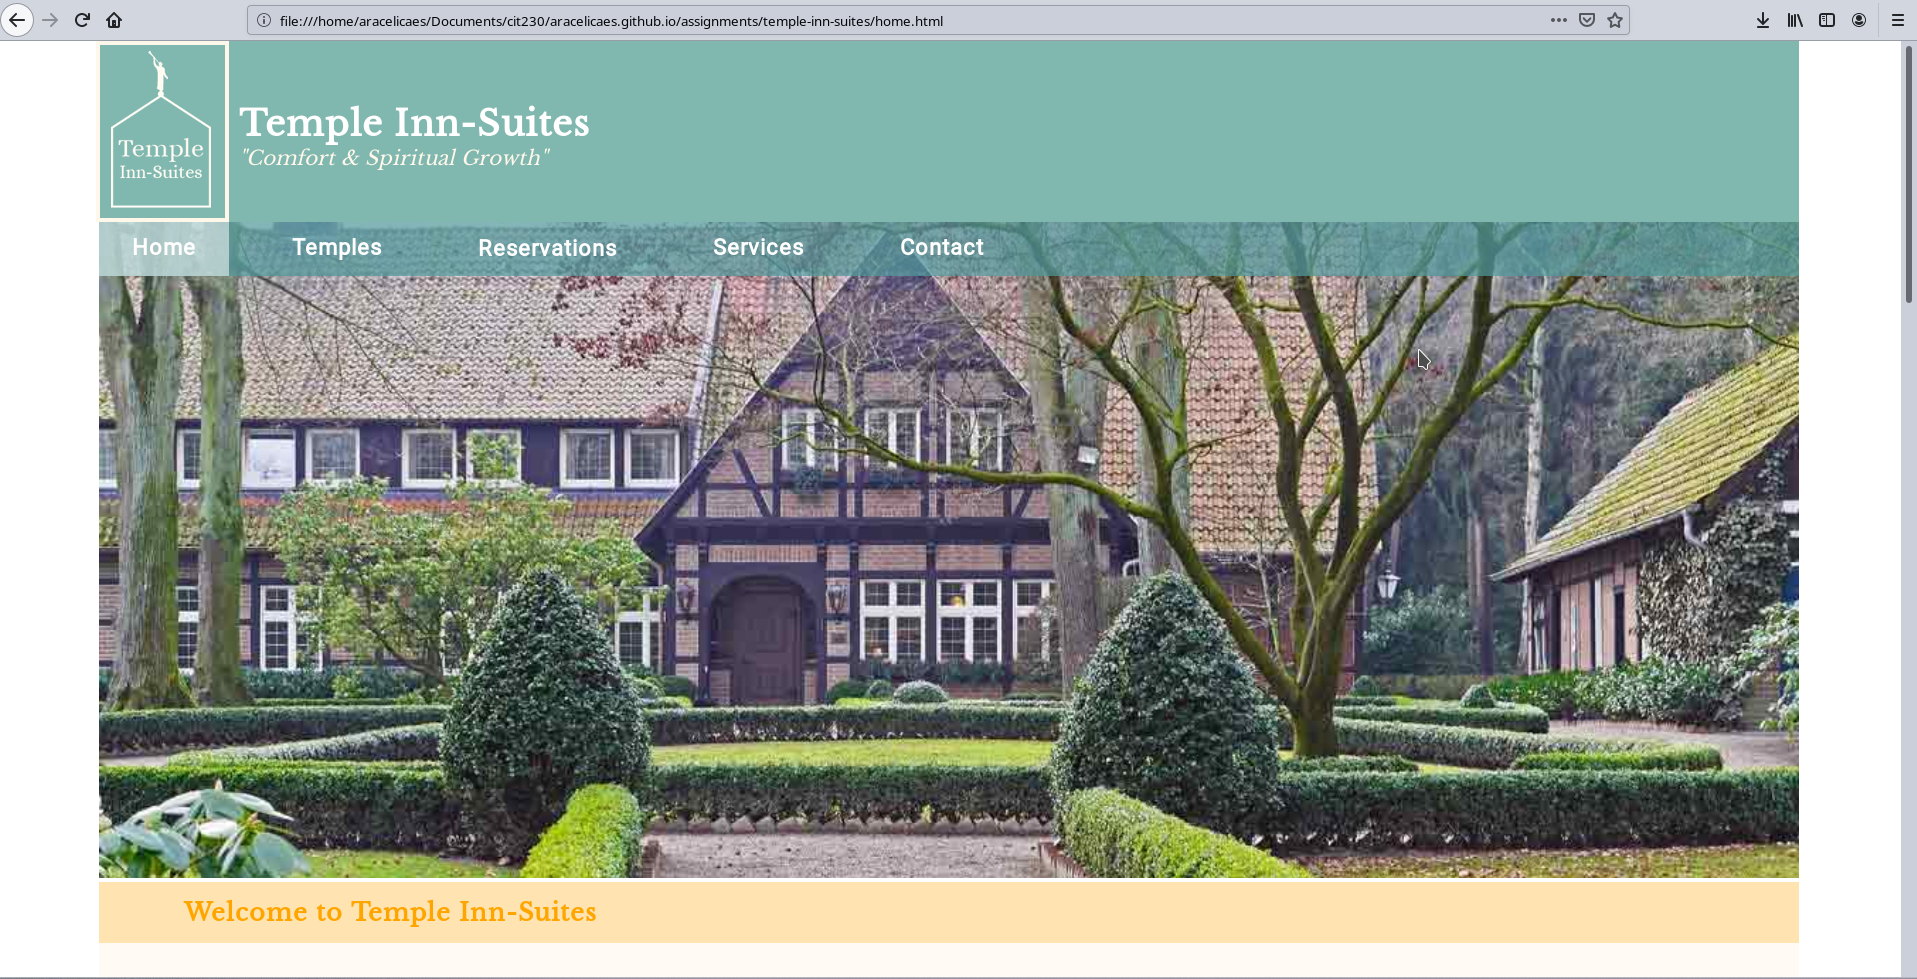 file:///home/aracelicaes/Documents/cit230/aracelicaes.github.io/assignments/temple-inn-suites/home.html
Temple
Inn-Suites
Temple Inn-Suites
"Comfort & Spiritual Growth"
Home Temples Reservations Services Contact
Welcome to Temple Inn-Suites